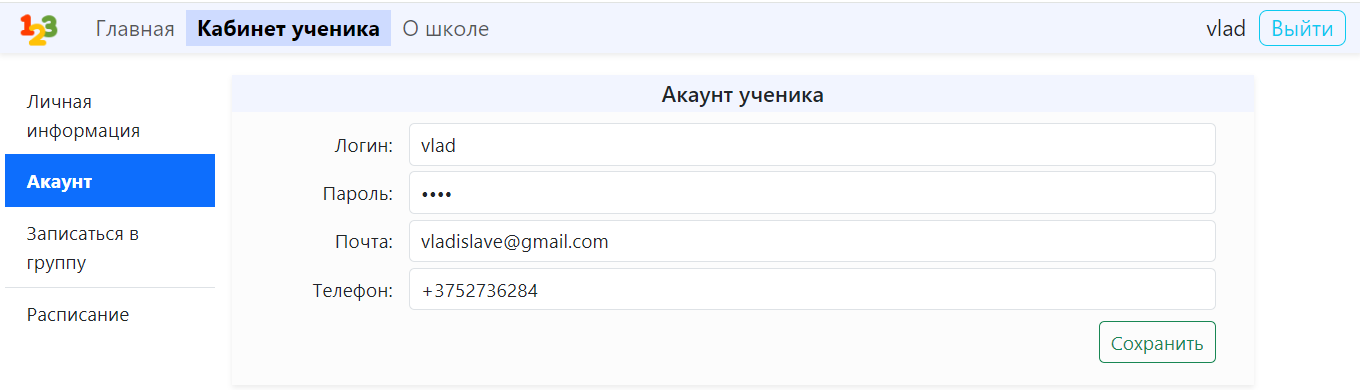 123 Главная Кабинет ученика О школе vlad Выйти
Личная
информация
Акаунт
Записаться в
группу
Расписание
Акаунт ученика
Логин: vlad
Пароль: ••••
Почта: vladislave@gmail.com
Телефон: +3752736284
Сохранить